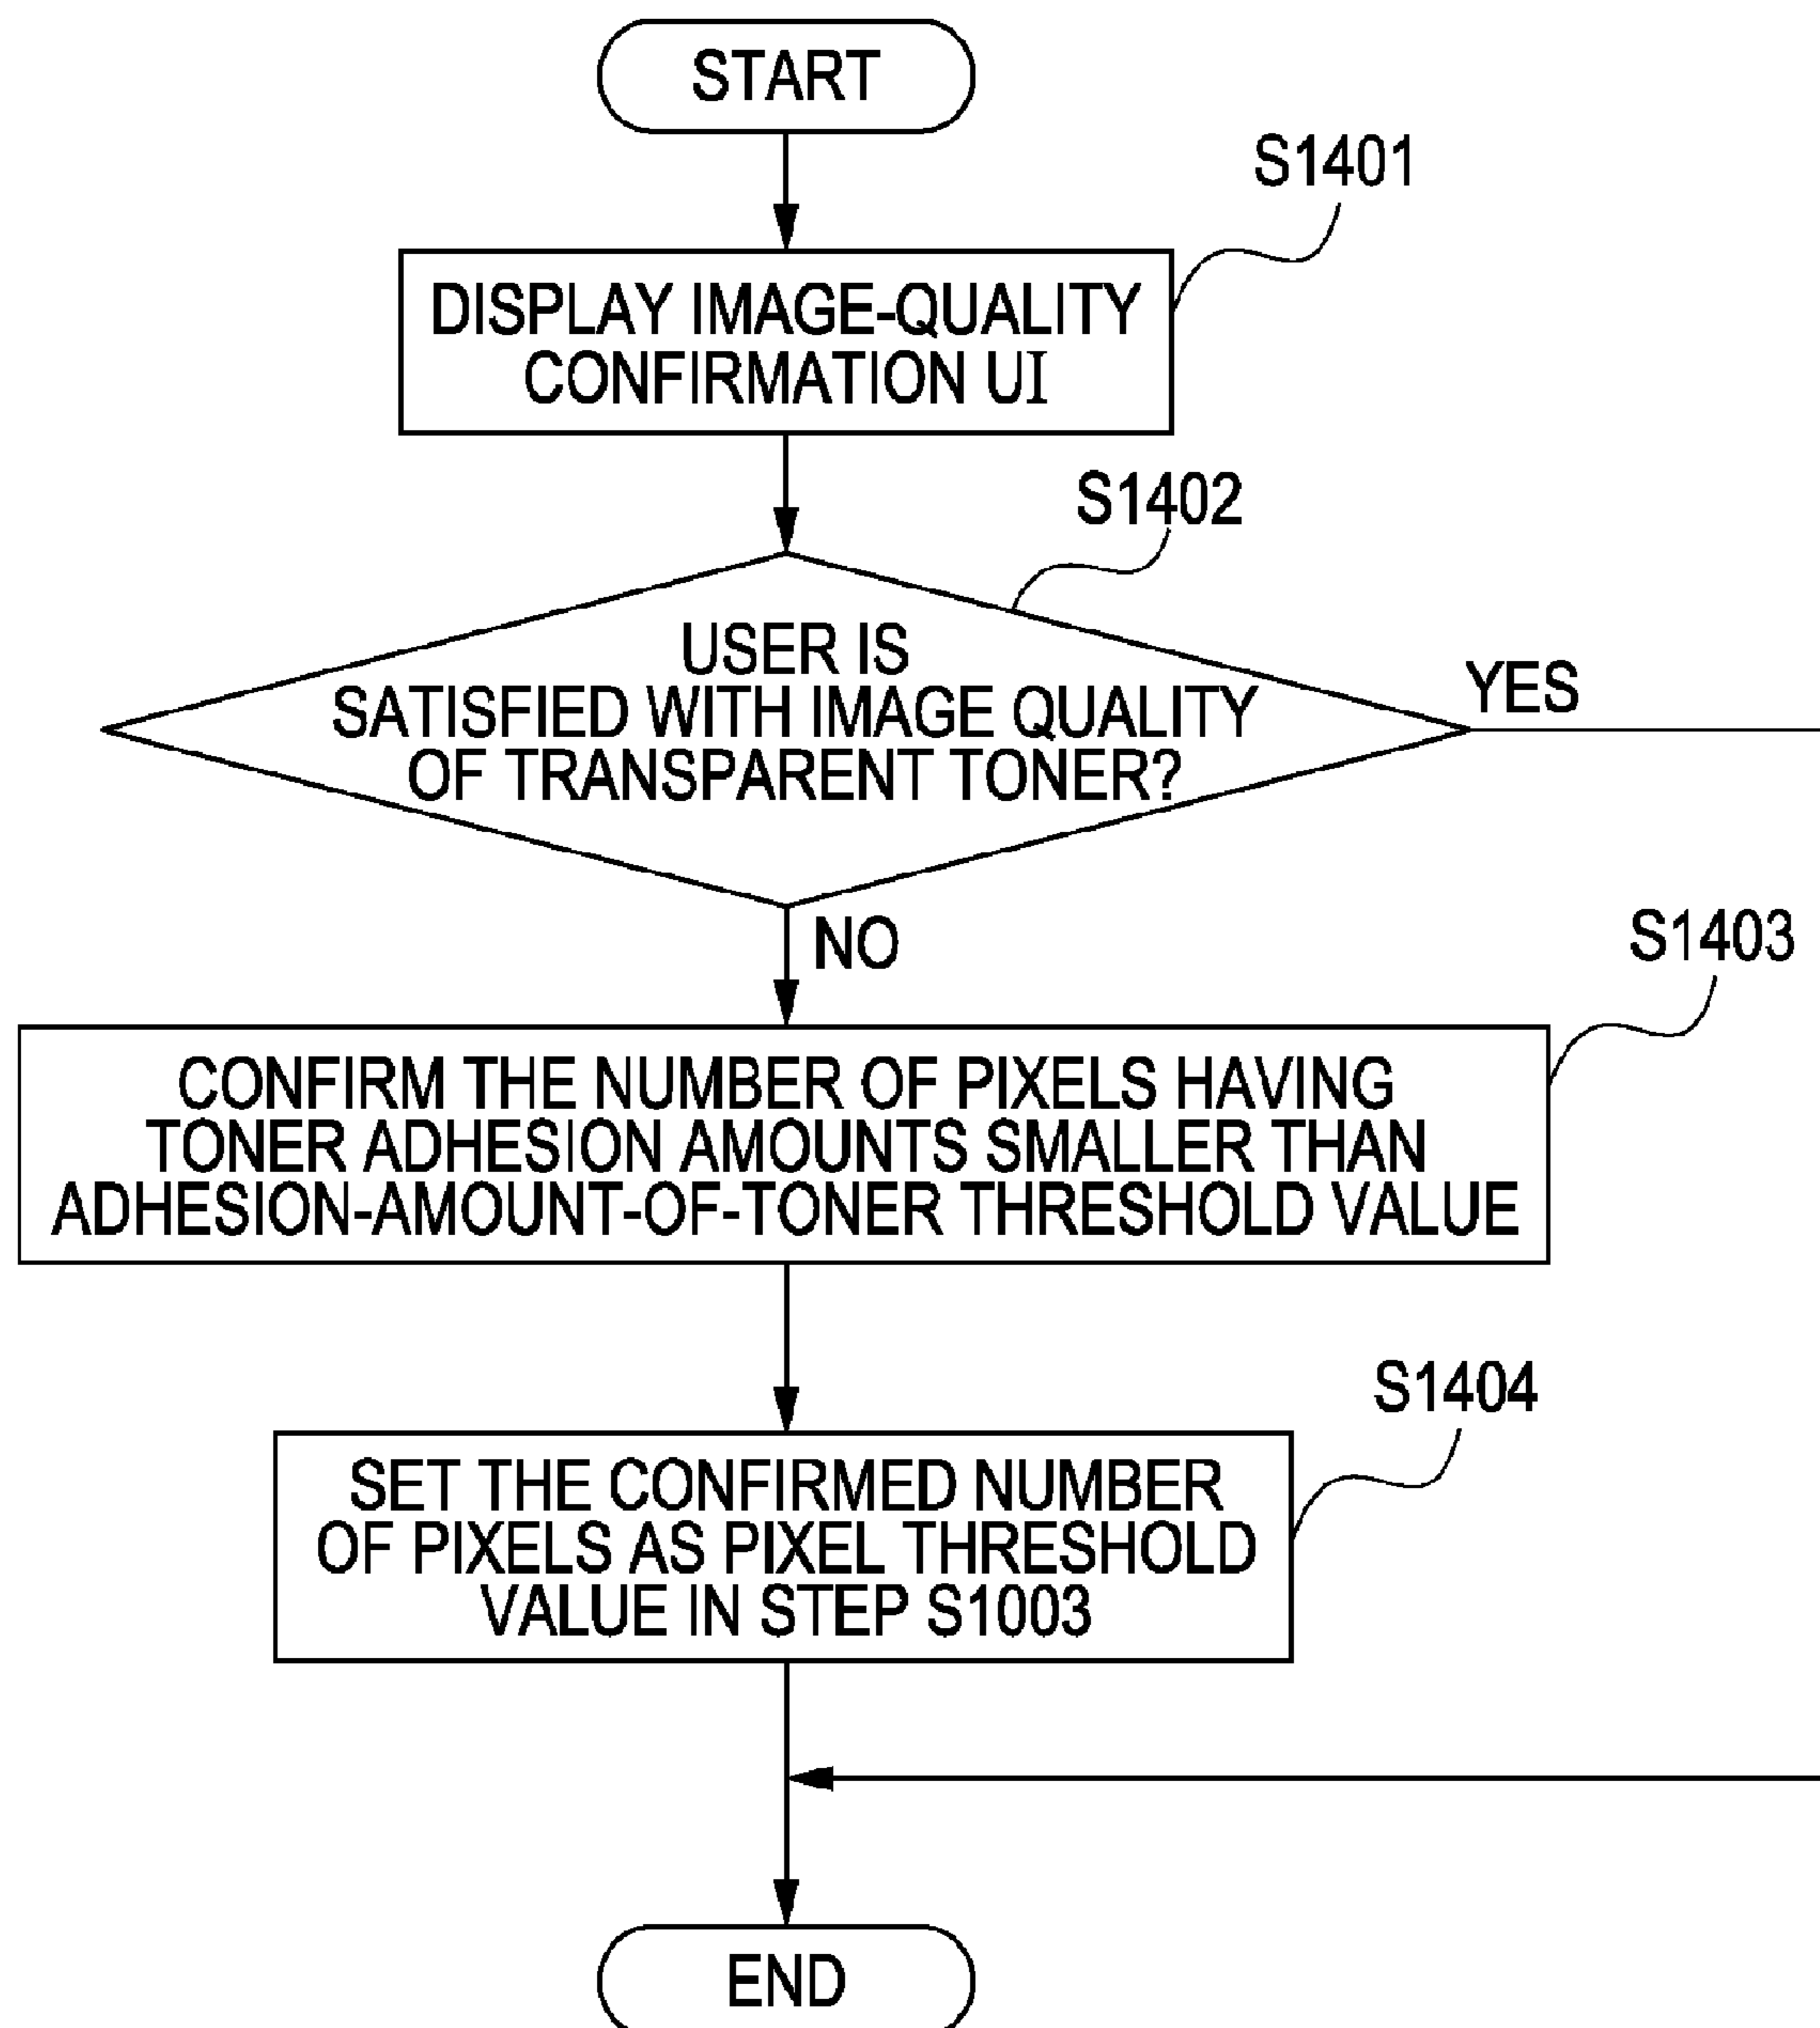 START
S1401
DISPLAY IMAGE-QUALITY
CONFIRMATION UI
S1402
USER IS
SATISFIED WITH IMAGE QUALITY
OF TRANSPARENT TONER?
YES
NO
S1403
CONFIRM THE NUMBER OF PIXELS HAVING
TONER ADHESION AMOUNTS SMALLER THAN
ADHESION-AMOUNT-OF-TONER THRESHOLD VALUE
S1404
SET THE CONFIRMED NUMBER
OF PIXELS AS PIXEL THRESHOLD
VALUE IN STEP S1003
END